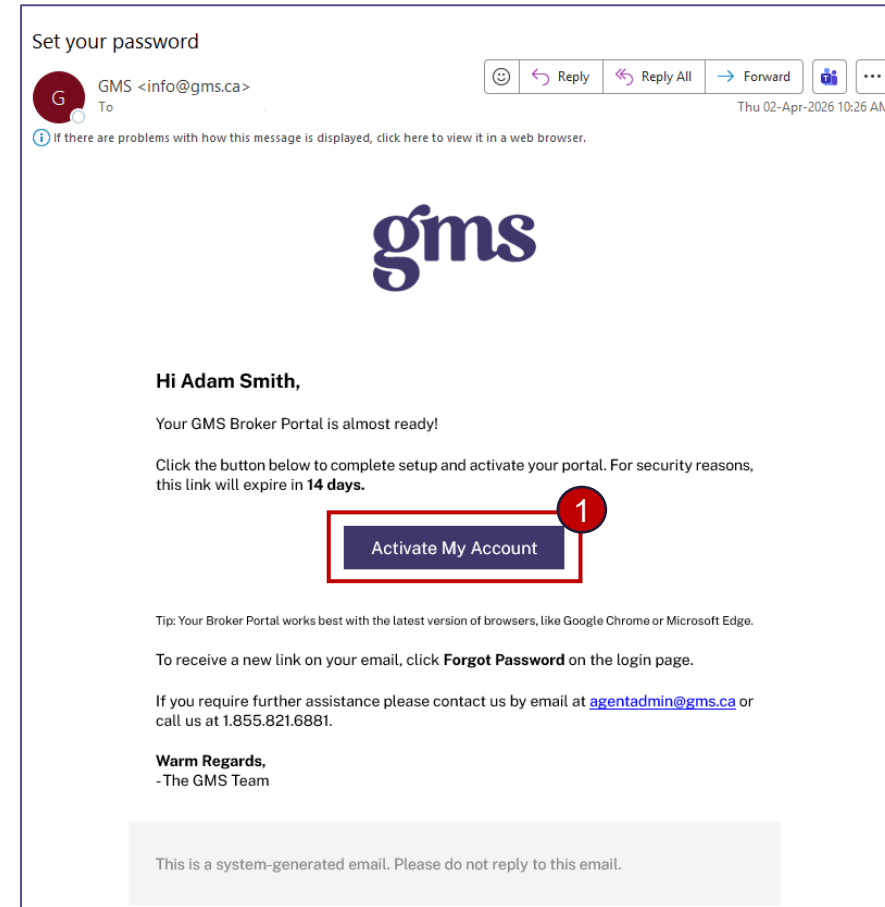 Set your password
G
GMS <info@gms.ca>
To
Reply
Reply All
Forward
Thu 02-Apr-2026 10:26 AM
If there are problems with how this message is displayed, click here to view it in a web browser.
gms
Hi Adam Smith,
Your GMS Broker Portal is almost ready!
Click the button below to complete setup and activate your portal. For security reasons,
this link will expire in 14 days.
1
Activate My Account
Tip: Your Broker Portal works best with the latest version of browsers, like Google Chrome or Microsoft Edge.
To receive a new link on your email, click Forgot Password on the login page.
If you require further assistance please contact us by email at agentadmin@gms.ca or
call us at 1.855.821.6881.
Warm Regards,
- The GMS Team
This is a system-generated email. Please do not reply to this email.